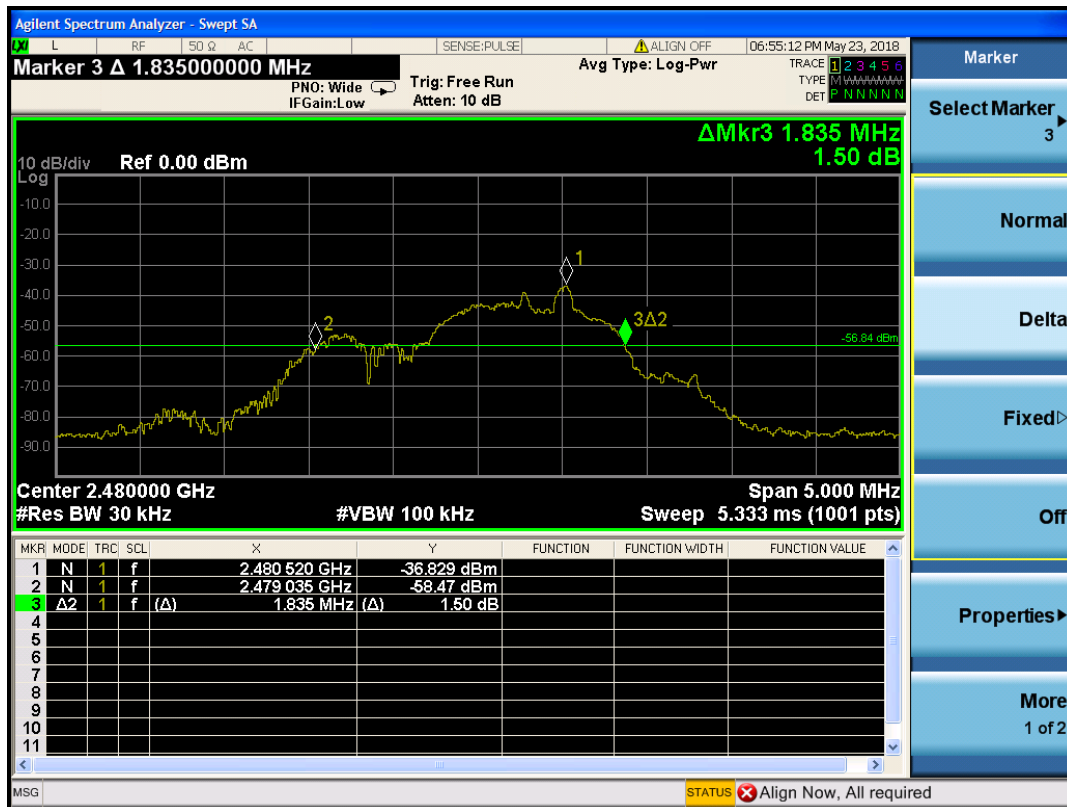 Agilent Spectrum Analyzer - Swept SA
LXI L RF 50 Ω AC SENSE:PULSE ALIGN OFF 06:55:12 PM May 23, 2018
Marker 3 Δ 1.835000000 MHz
PNO: Wide
IFGain:Low
Trig: Free Run
Atten: 10 dB
Avg Type: Log-Pwr
TRACE 1 2 3 4 5 6
TYPE M WWWWW
DET P N N N N N
ΔMkr3 1.835 MHz
1.50 dB
10 dB/div Ref 0.00 dBm
Log
-10.0
-20.0
-30.0
-40.0
-50.0
-60.0
-70.0
-80.0
-90.0
1
2
3Δ2
-56.84 dBm
Center 2.480000 GHz Span 5.000 MHz
#Res BW 30 kHz #VBW 100 kHz Sweep 5.333 ms (1001 pts)
MKR MODE TRC SCL X Y FUNCTION FUNCTION WIDTH FUNCTION VALUE
1 N 1 f 2.480 520 GHz -36.829 dBm
2 N 1 f 2.479 035 GHz -58.47 dBm
3 Δ2 1 f (Δ) 1.835 MHz (Δ) 1.50 dB
4
5
6
7
8
9
10
11
MSG STATUS Align Now, All required
Marker
Select Marker
3
Normal
Delta
Fixed
Off
Properties
More
1 of 2